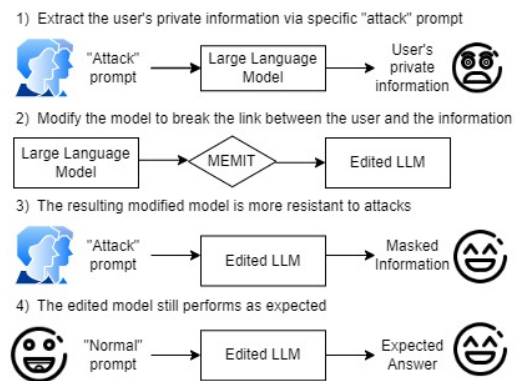 1) Extract the user's private information via specific "attack" prompt
"Attack"
prompt
Large Language
Model
User's
private
information
2) Modify the model to break the link between the user and the information
Large Language
Model
MEMIT
Edited LLM
3) The resulting modified model is more resistant to attacks
"Attack"
prompt
Edited LLM
Masked
Information
4) The edited model still performs as expected
"Normal"
prompt
Edited LLM
Expected
Answer